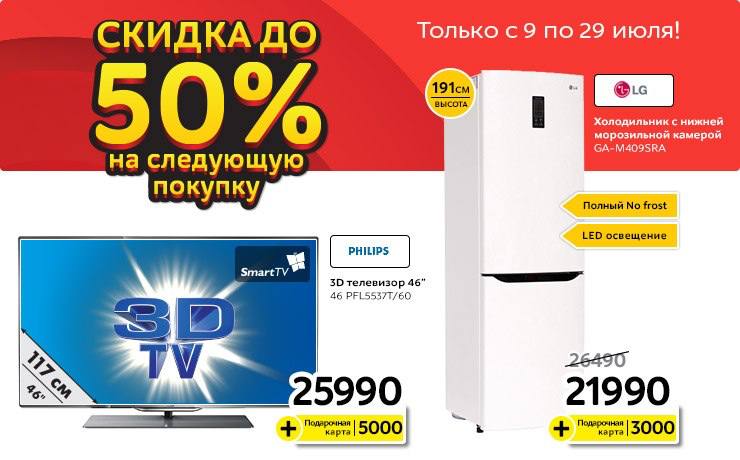 СКИДКА ДО
50%
на следующую
покупку
Только с 9 по 29 июля!
191СМ
ВЫСОТА
LG
LG
Холодильник с нижней
морозильной камерой
GA-M409SRA
Полный No frost
LED освещение
26490
21990
+ Подарочная карта | 3000
SmartTV
3D
TV
117 см
46"
PHILIPS
3D телевизор 46"
46 PFL5537T/60
25990
+ Подарочная карта | 5000